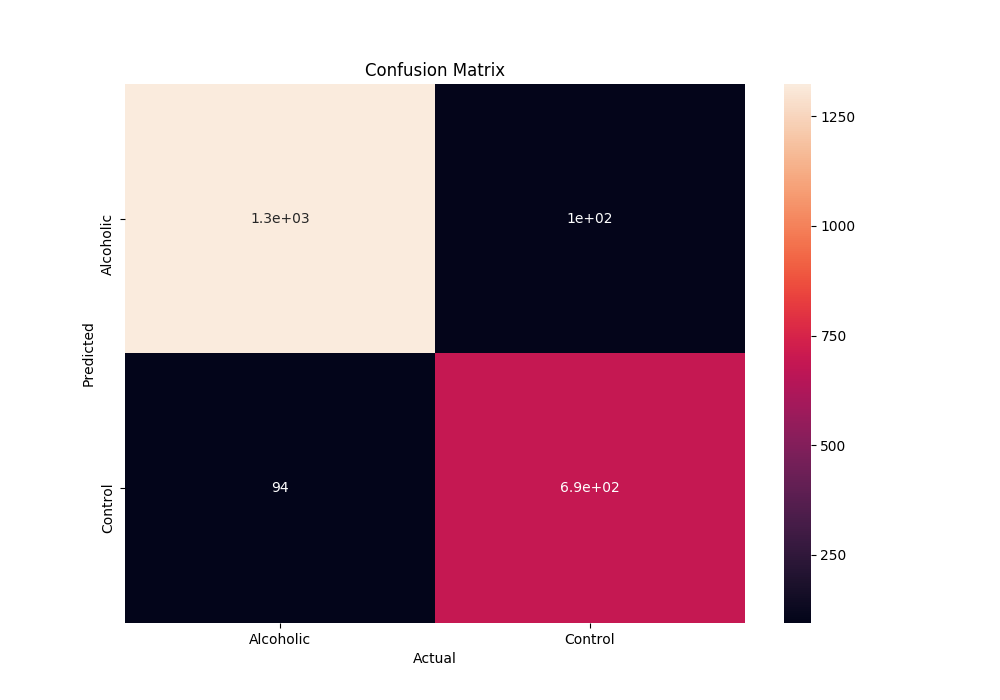 Confusion Matrix
Predicted
Alcoholic
Control
1.3e+03
1e+02
94
6.9e+02
Alcoholic
Control
Actual
1250
1000
750
500
250